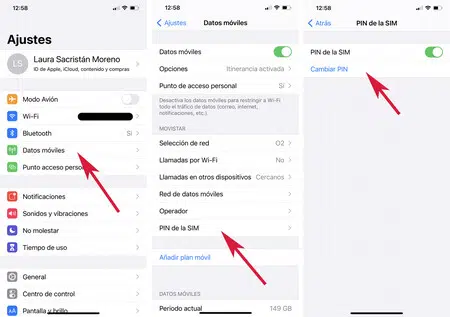 12:58
Ajustes
LS
Laura Sacristán Moreno
ID de Apple, iCloud, contenido y compras
Modo Avión
Wi-Fi
Bluetooth
Sí
Datos móviles
Punto acceso personal
Notificaciones
Sonidos y vibraciones
No molestar
Tiempo de uso
General
Centro de control
AA
Pantalla y brillo
12:58
Ajustes
Datos móviles
Datos móviles
Opciones
Itinerancia activada
Punto de acceso personal
Sí
Desactiva los datos móviles para restringir a Wi-Fi
todo el tráfico de datos (correo, internet,
notificaciones, etc.).
MOVISTAR
Selección de red
O2
Llamadas por Wi-Fi
No
Llamadas en otros dispositivos
Cercanos
Red de datos móviles
Operador
PIN de la SIM
Añadir plan móvil
DATOS MÓVILES
Periodo actual
149 GB
12:58
Atrás
PIN de la SIM
PIN de la SIM
Cambiar PIN